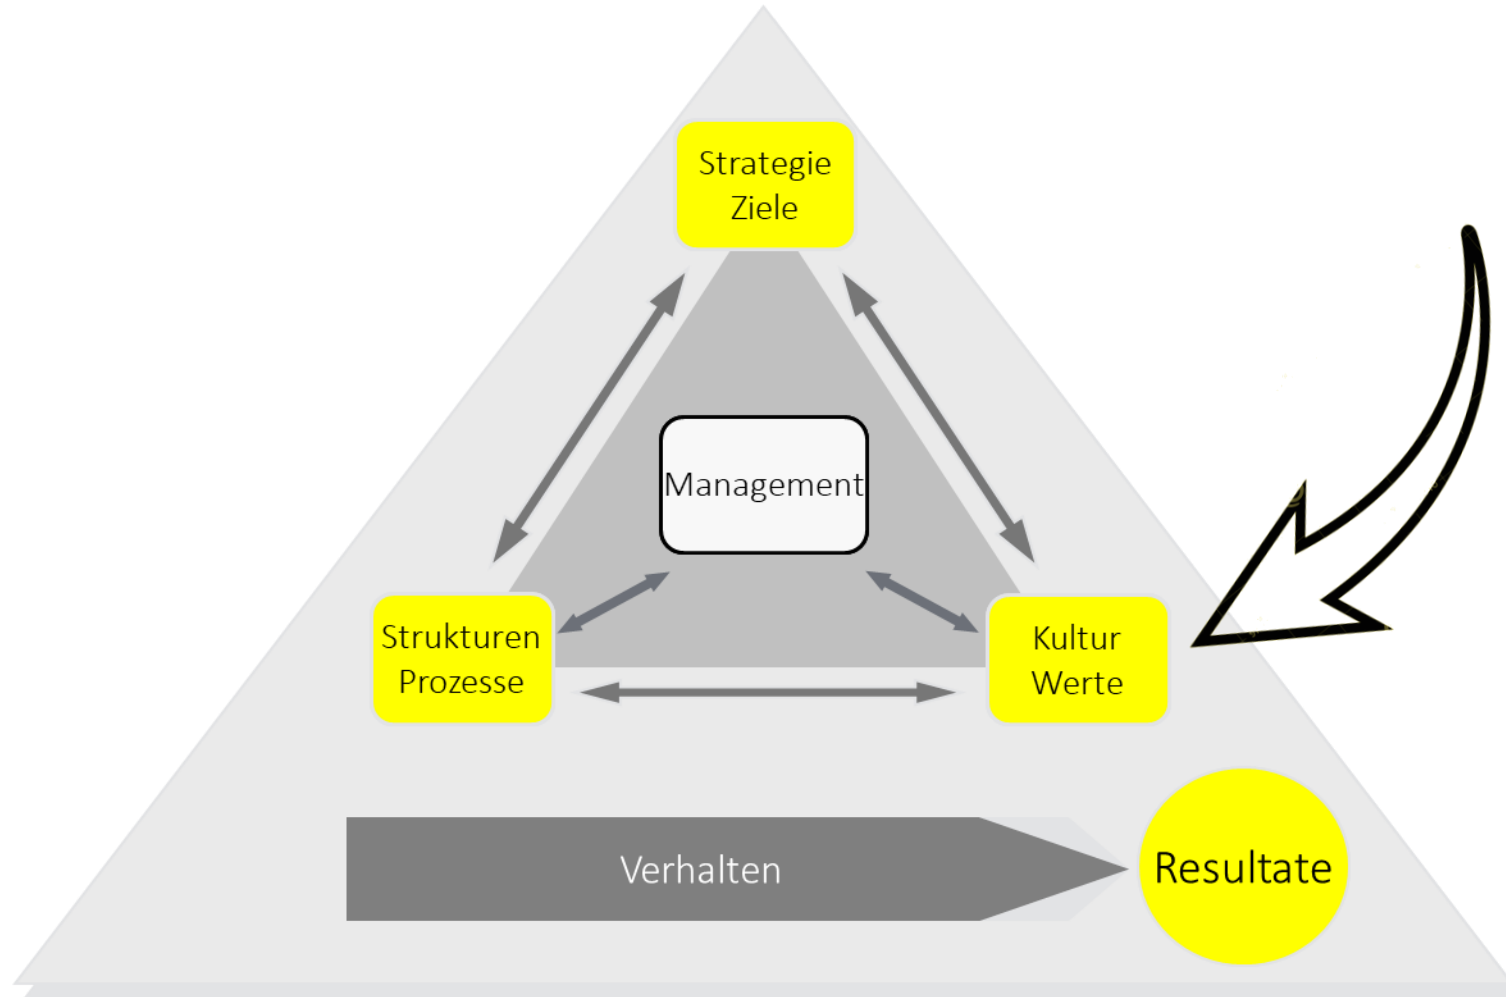 Strategie
Ziele
Management
Strukturen
Prozesse
Kultur
Werte
Verhalten
Resultate